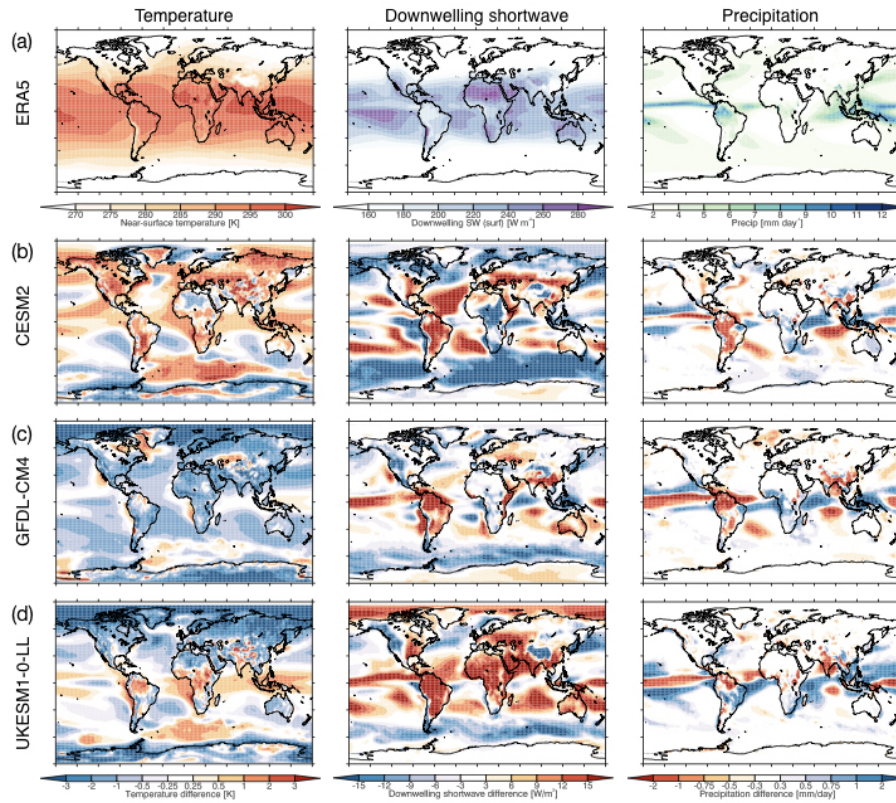 Temperature Downwelling shortwave Precipitation
(a)
ERA5
270 275 280 285 290 295 300
Near-surface temperature [K]
160 180 200 220 240 260 280
Downwelling SW (surf) [W m⁻²]
2 4 5 6 7 8 9 10 11 12
Precip [mm day⁻¹]
(b)
CESM2
(c)
GFDL-CM4
(d)
UKESM1-0-LL
-3 -2 -1 -0.5 -0.25 0.25 0.5 1 2 3
Temperature difference [K]
-15 -12 -9 -6 -3 3 6 9 12 15
Downwelling shortwave difference [W/m²]
-2 -1 -0.75 -0.5 -0.3 0.3 0.5 0.75 1 2
Precipitation difference [mm/day]